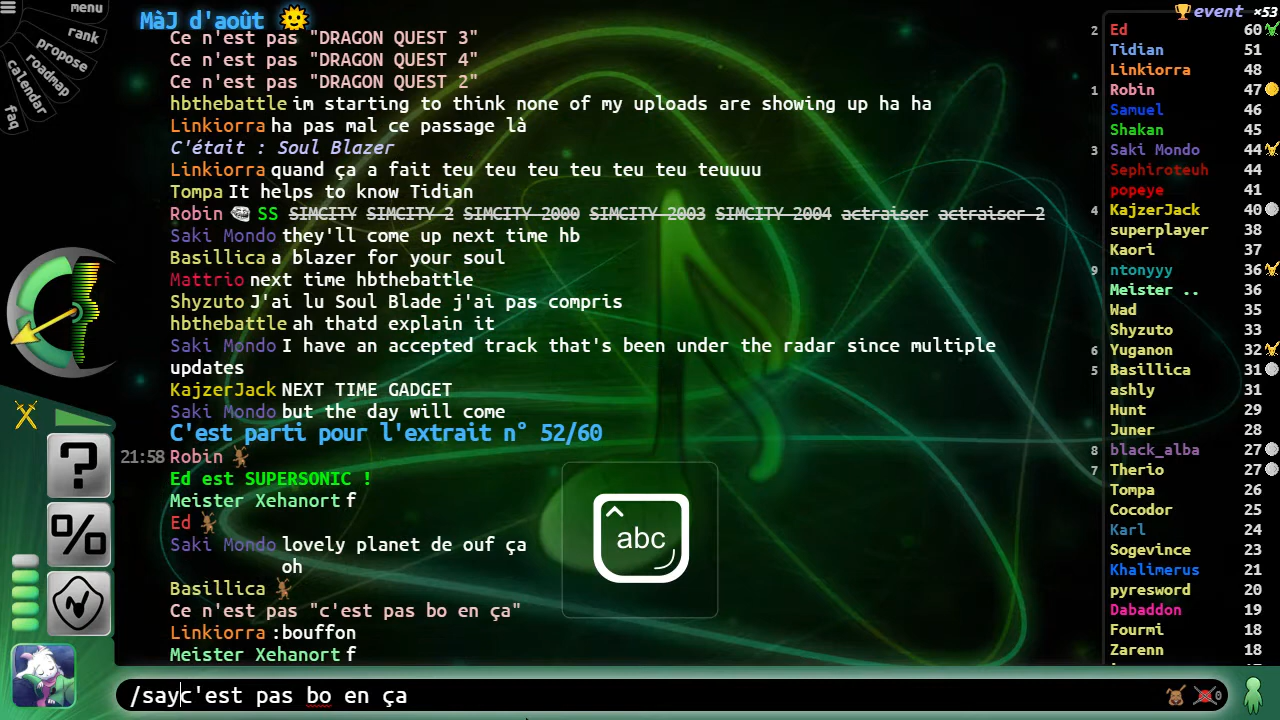 menu
rank
propose
roadmap
calendar
faq
MàJ d'août
Ce n'est pas "DRAGON QUEST 3"
Ce n'est pas "DRAGON QUEST 4"
Ce n'est pas "DRAGON QUEST 2"
hbthebattle im starting to think none of my uploads are showing up ha ha
Linkiorra ha pas mal ce passage là
C'était : Soul Blazer
Linkiorra quand ça a fait teu teu teu teu teu teu teuuuu
Tompa It helps to know Tidian
Robin SS SIMCITY SIMCITY 2 SIMCITY 2000 SIMCITY 2003 SIMCITY 2004 actraiser actraiser 2
Saki Mondo they'll come up next time hb
Basillica a blazer for your soul
Mattrio next time hbthebattle
Shyzuto J'ai lu Soul Blade j'ai pas compris
hbthebattle ah thatd explain it
Saki Mondo I have an accepted track that's been under the radar since multiple
updates
KajzerJack NEXT TIME GADGET
Saki Mondo but the day will come
C'est parti pour l'extrait n° 52/60
21:58 Robin
Ed est SUPERSONIC !
Meister Xehanort f
Ed
Saki Mondo lovely planet de ouf ça
oh
Basillica
Ce n'est pas "c'est pas bo en ça"
Linkiorra :bouffon
Meister Xehanort f
/sayc'est pas bo en ça
0
abc
?
%
event ×53
2 Ed 60
Tidian 51
Linkiorra 48
1 Robin 47
Samuel 46
Shakan 45
3 Saki Mondo 44
Sephiroteuh 44
popeye 41
4 KajzerJack 40
superplayer 38
Kaori 37
9 ntonyyy 36
Meister .. 36
Wad 35
Shyzuto 33
6 Yuganon 32
5 Basillica 31
ashly 31
Hunt 29
Juner 28
8 black_alba 27
7 Therio 27
Tompa 26
Cocodor 25
Karl 24
Sogevince 23
Khalimerus 21
pyresword 20
Dabaddon 19
Fourmi 18
Zarenn 18